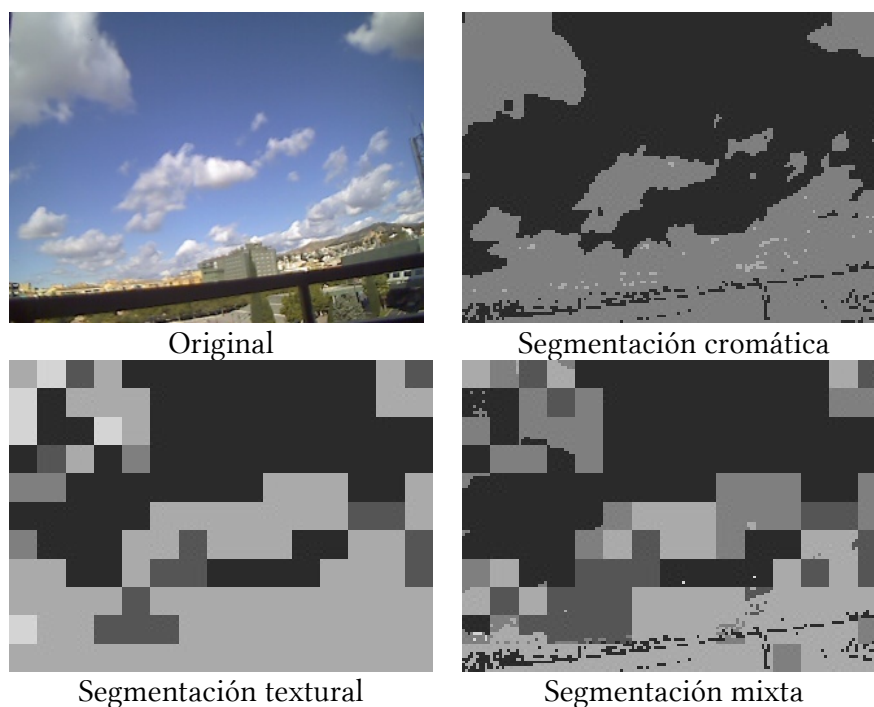 Original
Segmentación cromática
Segmentación textural
Segmentación mixta